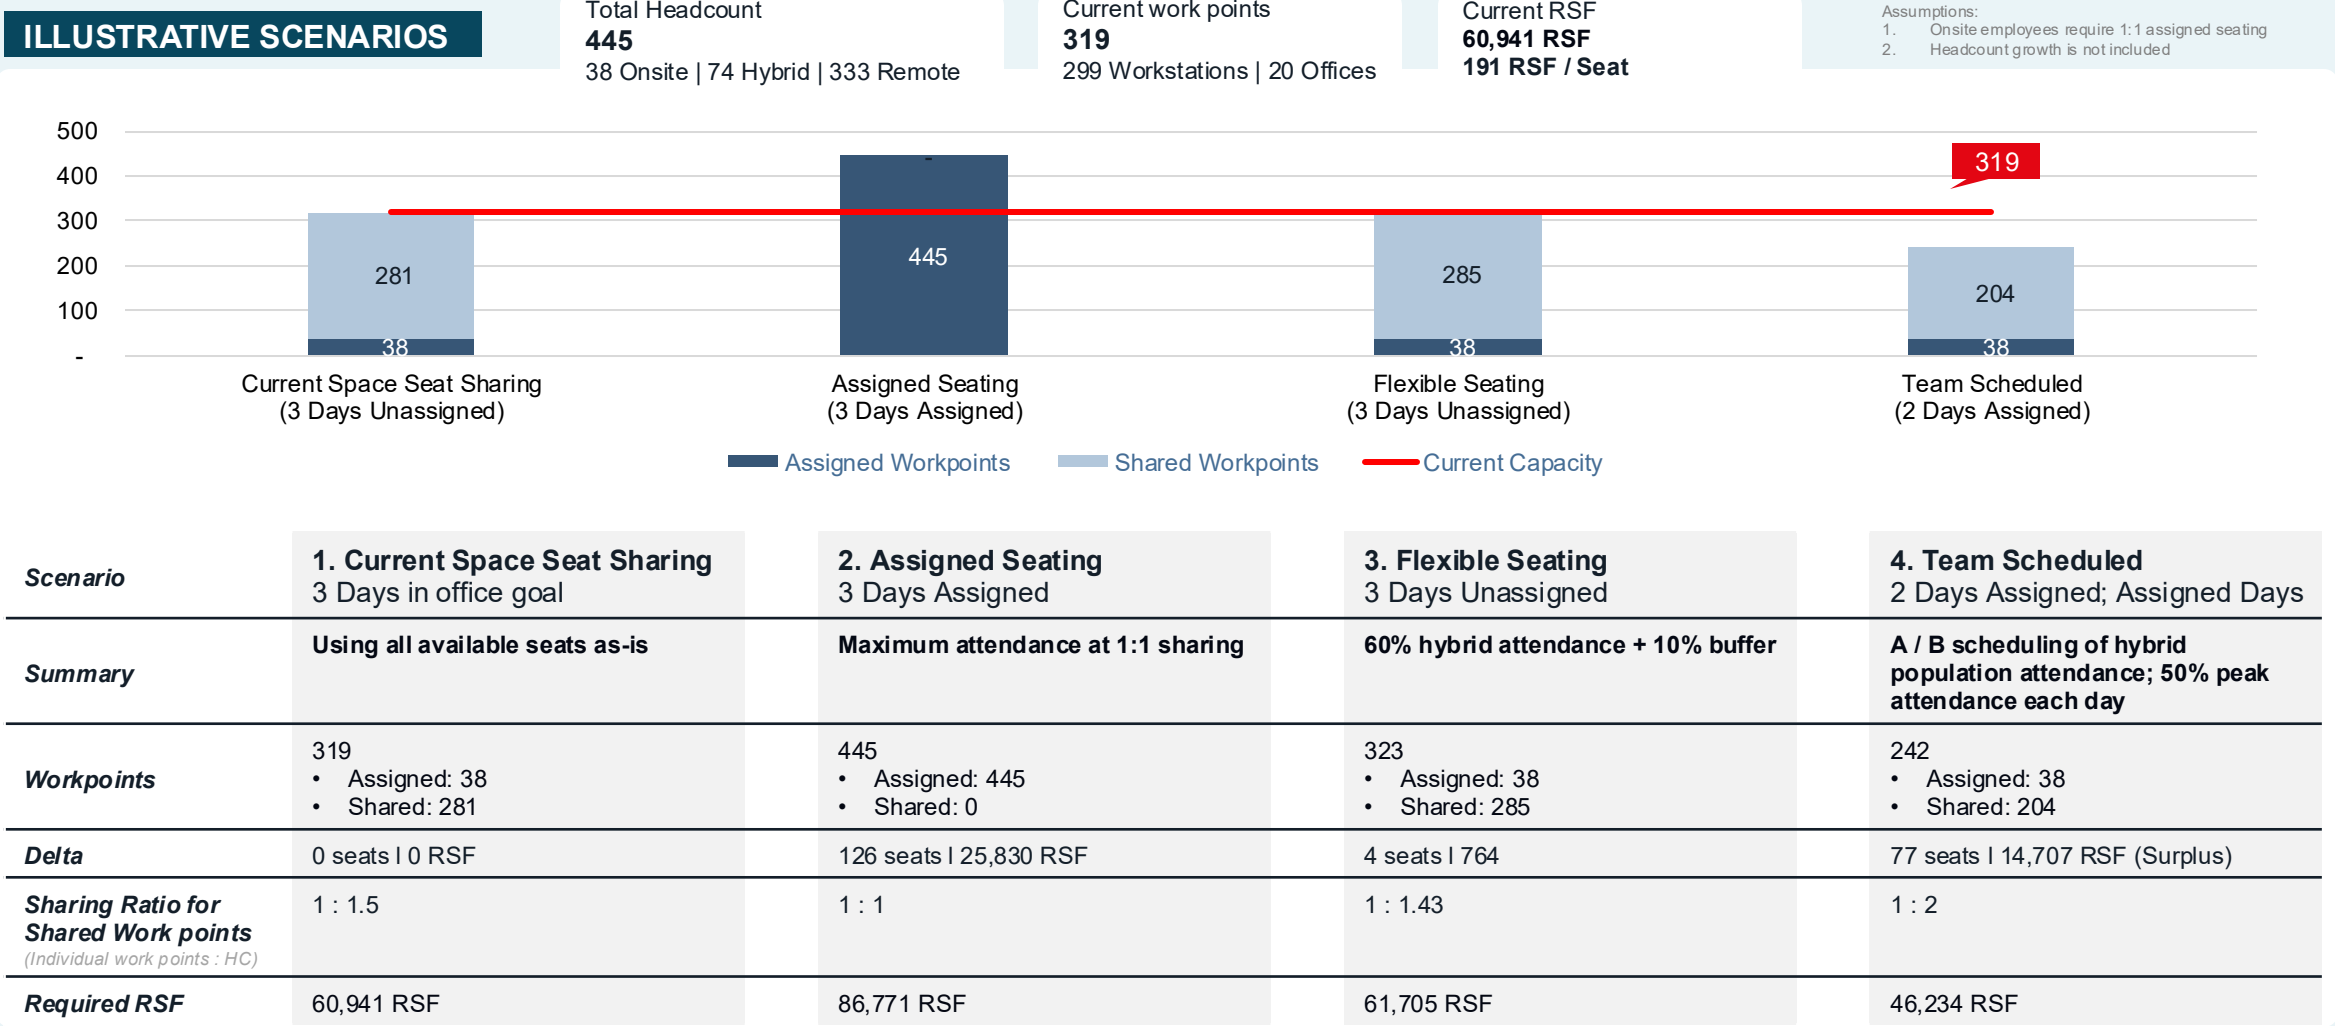 ILLUSTRATIVE SCENARIOS
Total Headcount
445
38 Onsite | 74 Hybrid | 333 Remote
Current work points
319
299 Workstations | 20 Offices
Current RSF
60,941 RSF
191 RSF / Seat
Assumptions:
1. Onsite employees require 1:1 assigned seating
2. Headcount growth is not included
500
400
300
200
100
-
281
38
-
445
285
38
319
204
38
Current Space Seat Sharing
(3 Days Unassigned)
Assigned Seating
(3 Days Assigned)
Flexible Seating
(3 Days Unassigned)
Team Scheduled
(2 Days Assigned)
Assigned Workpoints
Shared Workpoints
Current Capacity
Scenario
1. Current Space Seat Sharing
3 Days in office goal
2. Assigned Seating
3 Days Assigned
3. Flexible Seating
3 Days Unassigned
4. Team Scheduled
2 Days Assigned; Assigned Days
Summary
Using all available seats as-is
Maximum attendance at 1:1 sharing
60% hybrid attendance + 10% buffer
A / B scheduling of hybrid
population attendance; 50% peak
attendance each day
Workpoints
319
• Assigned: 38
• Shared: 281
445
• Assigned: 445
• Shared: 0
323
• Assigned: 38
• Shared: 285
242
• Assigned: 38
• Shared: 204
Delta
0 seats l 0 RSF
126 seats l 25,830 RSF
4 seats l 764
77 seats l 14,707 RSF (Surplus)
Sharing Ratio for
Shared Work points
(Individual work points : HC)
1 : 1.5
1 : 1
1 : 1.43
1 : 2
Required RSF
60,941 RSF
86,771 RSF
61,705 RSF
46,234 RSF